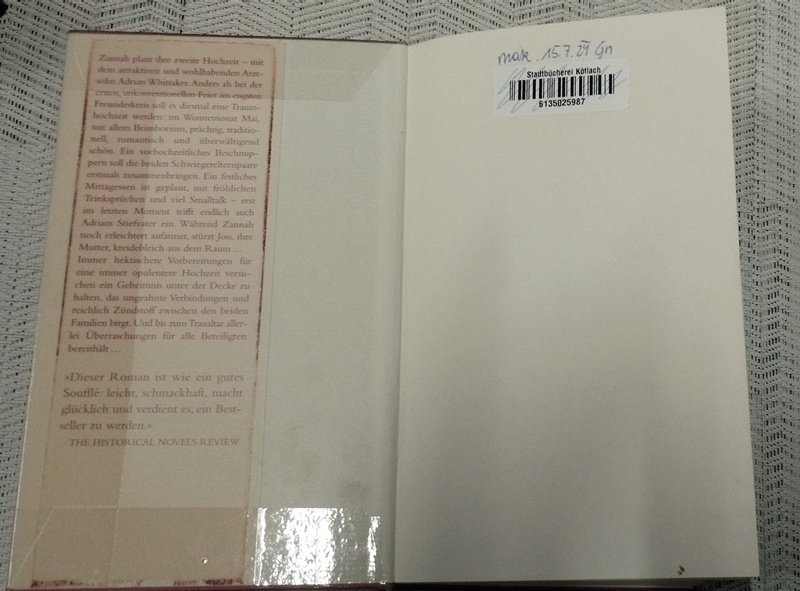 Zannah plant ihre zweite Hochzeit – mit
dem attraktiven und wohlhabenden Arzt-
sohn Adrian Whittaker. Anders als bei der
ersten, unkonventionellen Feier im engsten
Freundeskreis soll es diesmal eine Traum-
hochzeit werden: im Wonnemonat Mai,
mit allem Brimborium, prächtig, traditio-
nell, romantisch und überwältigend
schön. Ein vorhochzeitliches Beschnup-
pern soll die beiden Schwiegerelternpaare
erstmals zusammenbringen. Ein festliches
Mittagessen ist geplant, mit fröhlichen
Trinksprüchen und viel Smalltalk – erst
im letzten Moment trifft endlich auch
Adrians Stiefvater ein. Während Zannah
noch erleichtert aufatmet, stürzt Joss, ihre
Mutter, kreidebleich aus dem Raum …
Immer hektischere Vorbereitungen für
eine immer opulentere Hochzeit versu-
chen ein Geheimnis unter der Decke zu
halten, das ungeahnte Verbindungen und
reichlich Zündstoff zwischen den beiden
Familien birgt. Und bis zum Traualtar aller-
lei Überraschungen für alle Beteiligten
bereithält …
»Dieser Roman ist wie ein gutes
Soufflé: leicht, schmackhaft, macht
glücklich und verdient es, ein Best-
seller zu werden.«
THE HISTORICAL NOVELS REVIEW
mak. 15.7.24 Gn
Stadtbücherei Köflach
6135025987